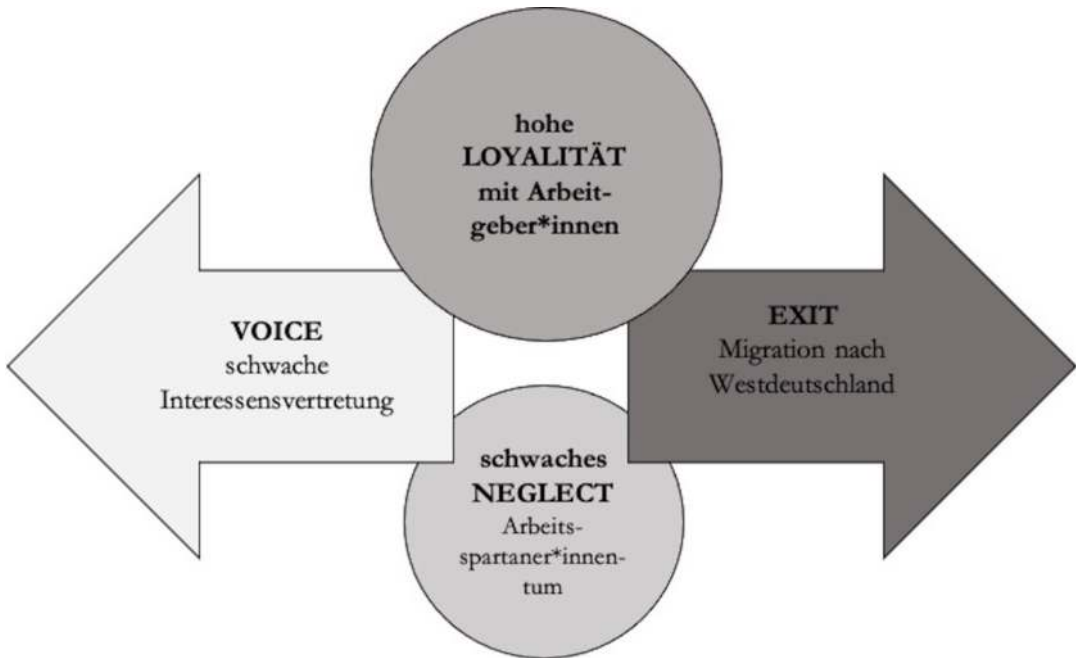 hohe
LOYALITÄT
mit Arbeit-
geber*innen
VOICE
schwache
Interessensvertretung
EXIT
Migration nach
Westdeutschland
schwaches
NEGLECT
Arbeits-
spartaner*innen-
tum